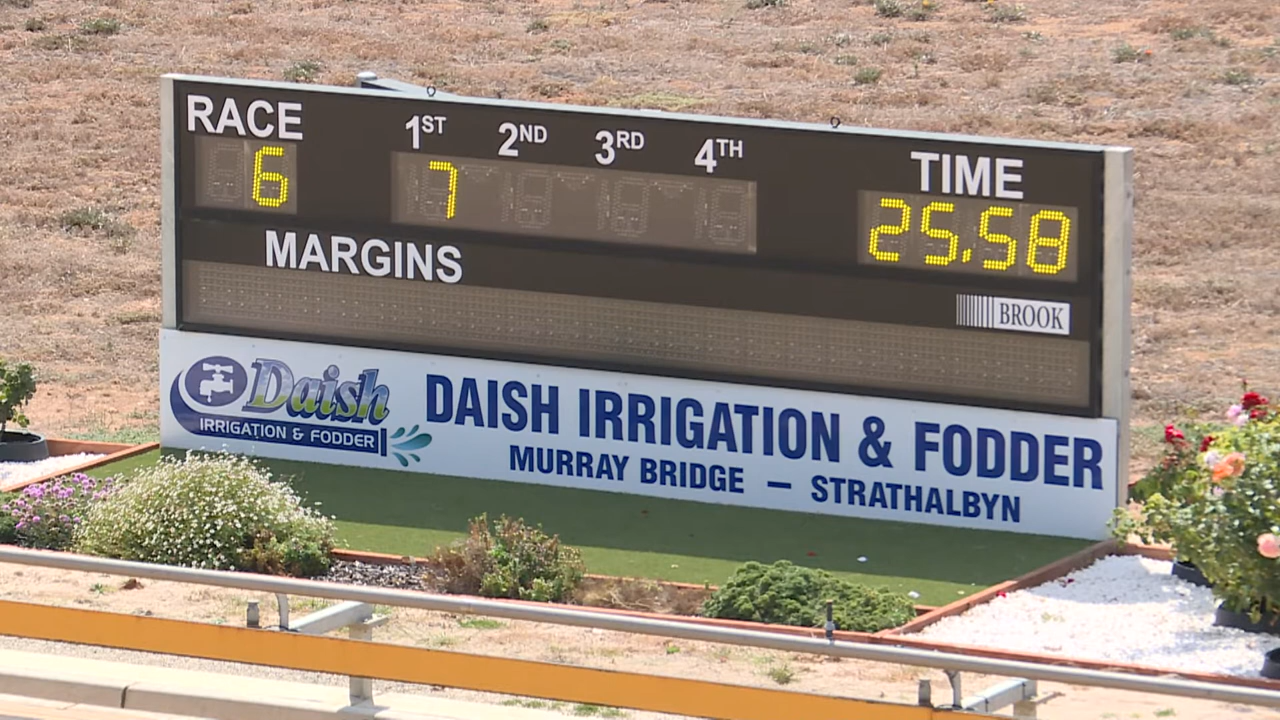 RACE 1ST 2ND 3RD 4TH TIME
6 7 25.58
MARGINS
BROOK
Daish
IRRIGATION & FODDER
DAISH IRRIGATION & FODDER
MURRAY BRIDGE – STRATHALBYN